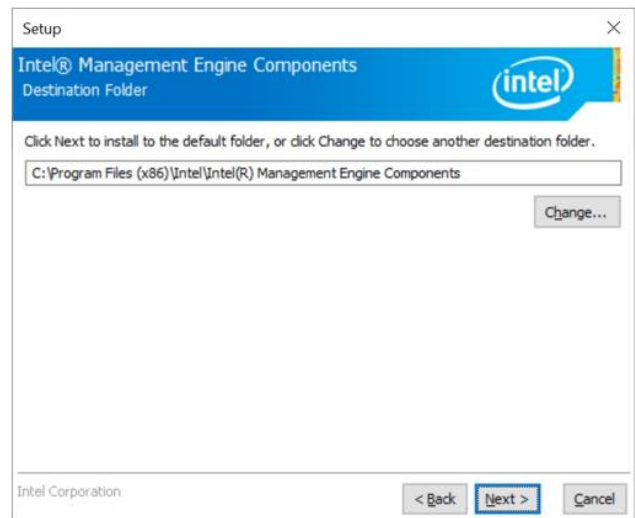 Setup
Intel® Management Engine Components
Destination Folder
intel
Click Next to install to the default folder, or click Change to choose another destination folder.
C:\Program Files (x86)\Intel\Intel(R) Management Engine Components
Change...
Intel Corporation
< Back Next > Cancel